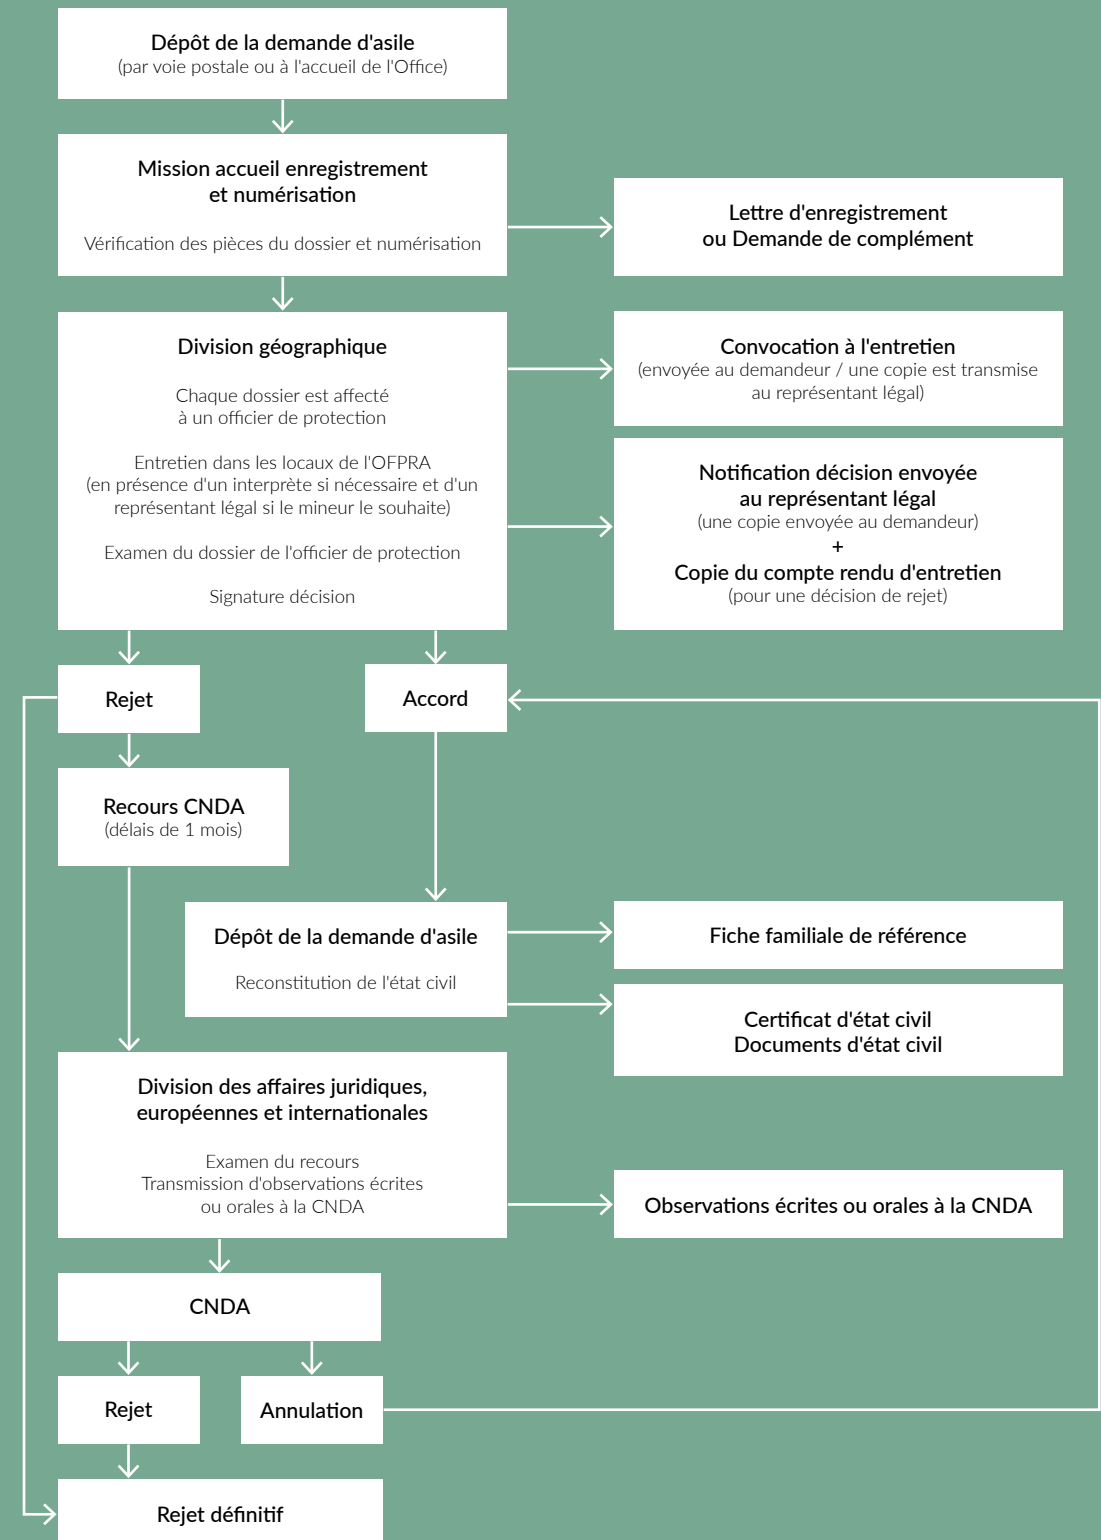 Dépôt de la demande d'asile
(par voie postale ou à l'accueil de l'Office)
Mission accueil enregistrement
et numérisation
Vérification des pièces du dossier et numérisation
Lettre d'enregistrement
ou Demande de complément
Division géographique
Chaque dossier est affecté
à un officier de protection
Entretien dans les locaux de l'OFPRA
(en présence d'un interprète si nécessaire et d'un
représentant légal si le mineur le souhaite)
Examen du dossier de l'officier de protection
Signature décision
Convocation à l'entretien
(envoyée au demandeur / une copie est transmise
au représentant légal)
Notification décision envoyée
au représentant légal
(une copie envoyée au demandeur)
+
Copie du compte rendu d'entretien
(pour une décision de rejet)
Rejet
Accord
Recours CNDA
(délais de 1 mois)
Dépôt de la demande d'asile
Reconstitution de l'état civil
Fiche familiale de référence
Certificat d'état civil
Documents d'état civil
Division des affaires juridiques,
européennes et internationales
Examen du recours
Transmission d'observations écrites
ou orales à la CNDA
Observations écrites ou orales à la CNDA
CNDA
Rejet
Annulation
Rejet définitif